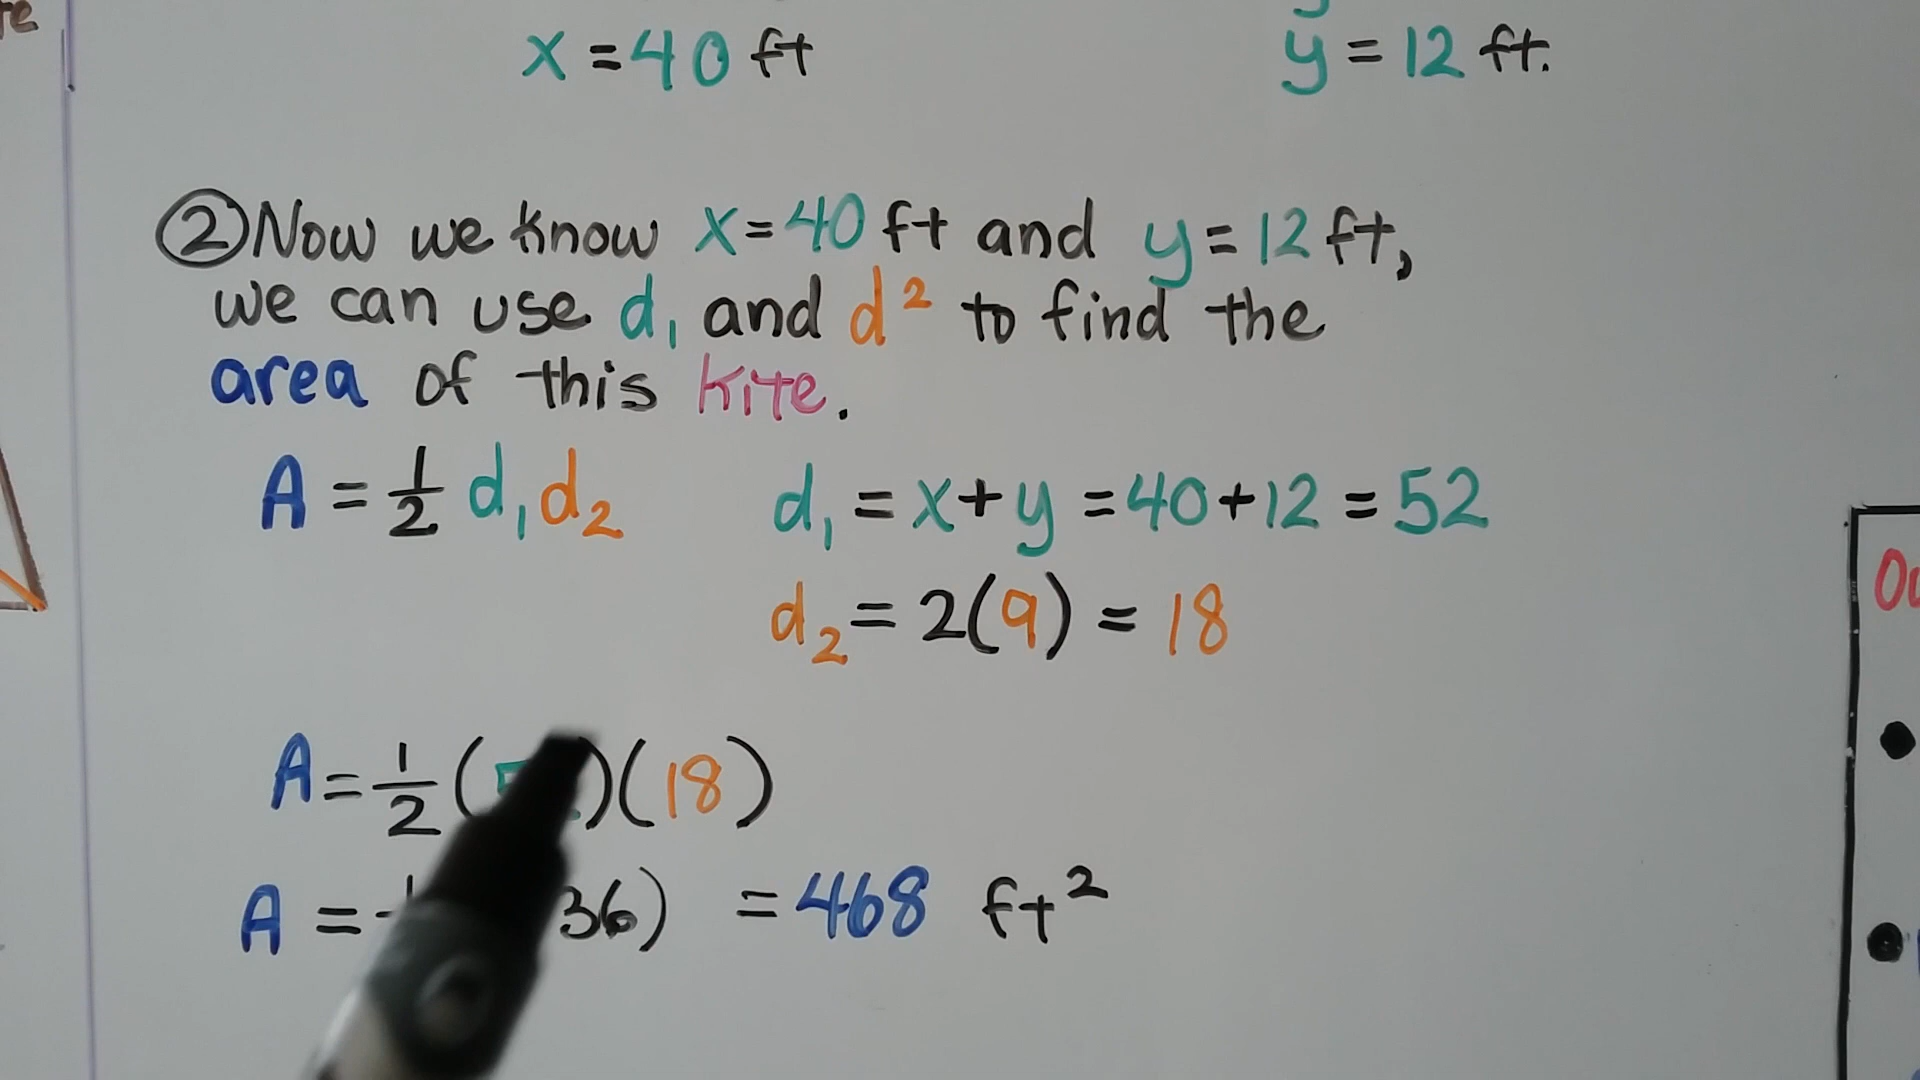 x = 40 ft
y = 12 ft.
② Now we know x = 40 ft and y = 12 ft,
we can use d₁ and d² to find the
area of this kite.
A = 1/2 d₁d₂
d₁ = x + y = 40 + 12 = 52
d₂ = 2(9) = 18
A = 1/2 ( )(18)
A = 36) = 468 ft²